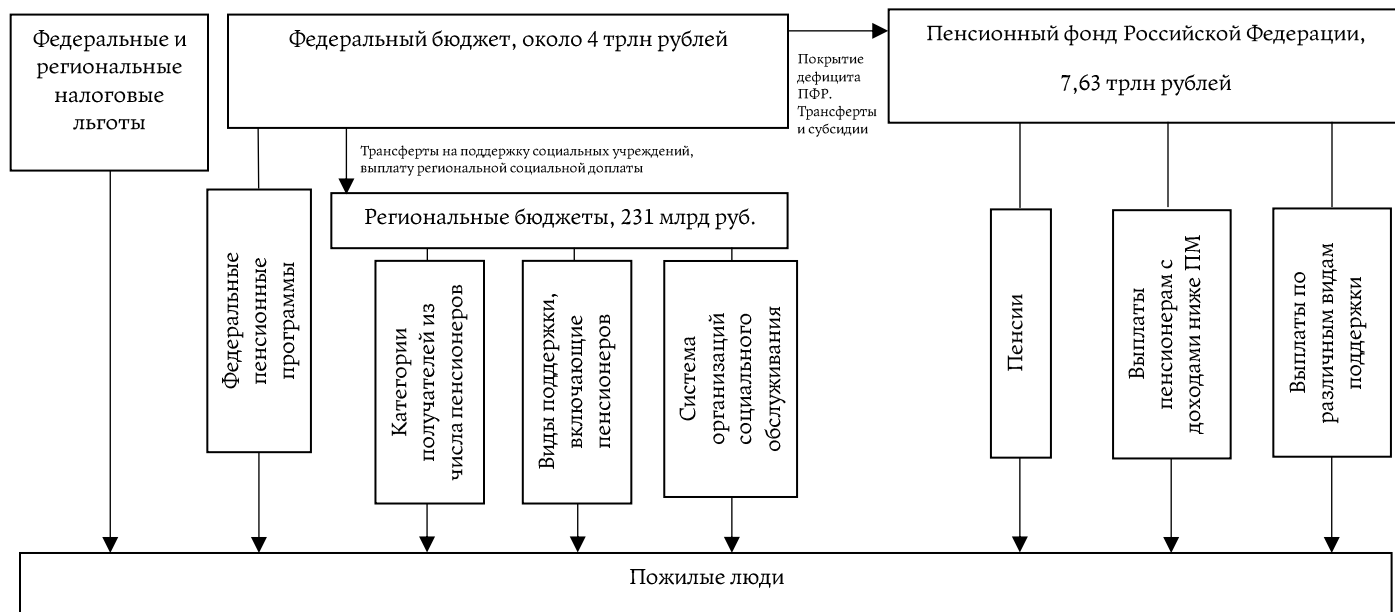 Федеральные и
региональные
налоговые
льготы
Федеральный бюджет, около 4 трлн рублей
Покрытие
дефицита
ПФР.
Трансферты
и субсидии
Пенсионный фонд Российской Федерации,
7,63 трлн рублей
Трансферты на поддержку социальных учреждений,
выплату региональной социальной доплаты
Региональные бюджеты, 231 млрд руб.
Федеральные
пенсионные
программы
Категории
получателей из
числа пенсионеров
Виды поддержки,
включающие
пенсионеров
Система
организаций
социального
обслуживания
Пенсии
Выплаты
пенсионерам с
доходами ниже ПМ
Выплаты по
различным видам
поддержки
Пожилые люди